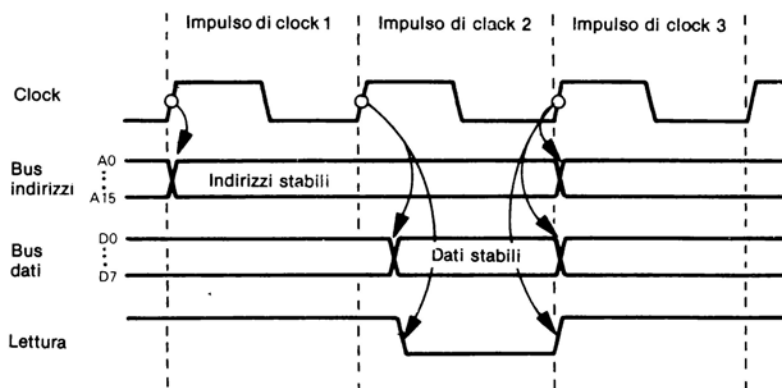 Impulso di clock 1
Impulso di clack 2
Impulso di clock 3
Clock
Bus
indirizzi
A0
A15
Indirizzi stabili
Bus
dati
D0
D7
Dati stabili
Lettura